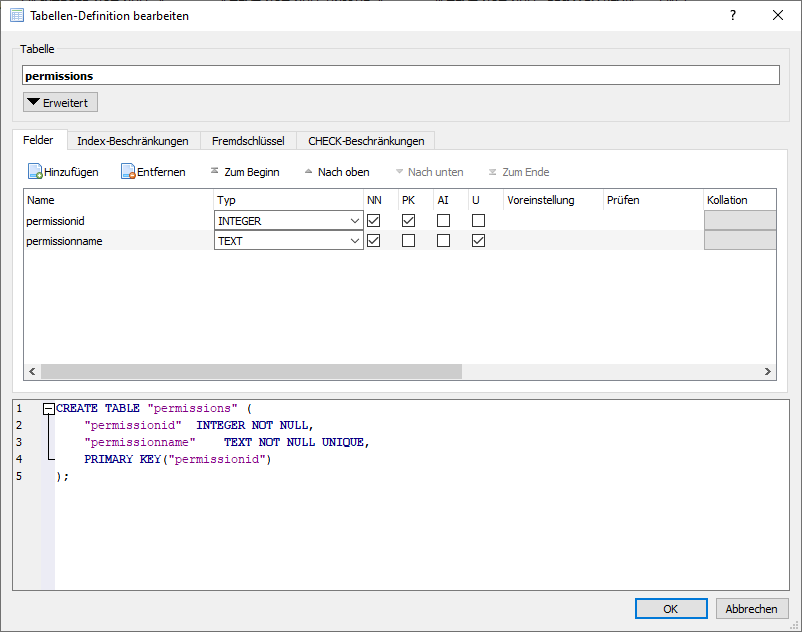 Tabellen-Definition bearbeiten
?
Tabelle
permissions
Erweitert
Felder Index-Beschränkungen Fremdschlüssel CHECK-Beschränkungen
Hinzufügen Entfernen Zum Beginn Nach oben Nach unten Zum Ende
Name Typ NN PK AI U Voreinstellung Prüfen Kollation
permissionid INTEGER
permissionname TEXT
1 CREATE TABLE "permissions" (
2 "permissionid" INTEGER NOT NULL,
3 "permissionname" TEXT NOT NULL UNIQUE,
4 PRIMARY KEY("permissionid")
5 );
OK Abbrechen